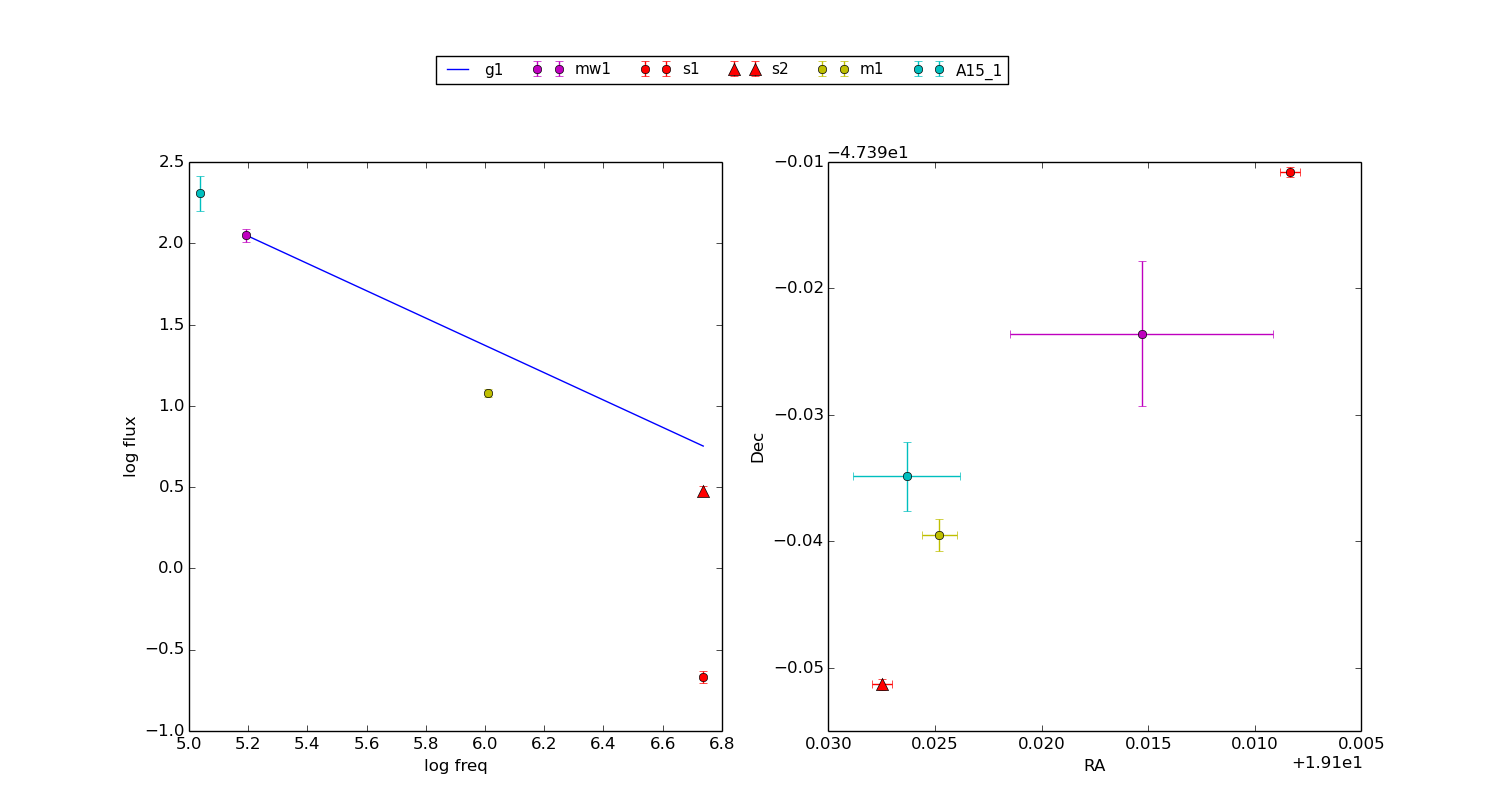 g1 mw1 s1 s2 m1 A15_1
2.5
2.0
1.5
1.0
0.5
0.0
−0.5
−1.0
log flux
5.0 5.2 5.4 5.6 5.8 6.0 6.2 6.4 6.6 6.8
log freq
−4.739e1
−0.01
−0.02
−0.03
−0.04
−0.05
Dec
0.030 0.025 0.020 0.015 0.010 0.005
RA
+1.91e1